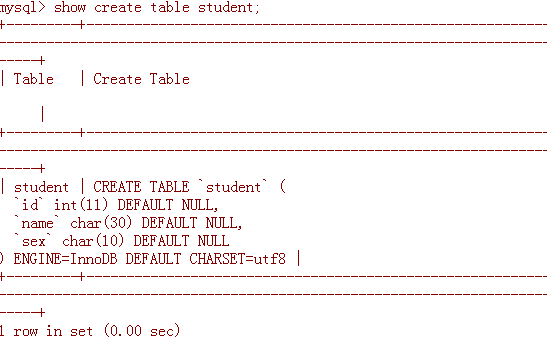 mysql> show create table student;
+---------+--------------------------------------------------------
-------------------------------------------------------------------
-----+
| Table | Create Table
|
+---------+--------------------------------------------------------
-------------------------------------------------------------------
-----+
| student | CREATE TABLE `student` (
`id` int(11) DEFAULT NULL,
`name` char(30) DEFAULT NULL,
`sex` char(10) DEFAULT NULL
) ENGINE=InnoDB DEFAULT CHARSET=utf8 |
+---------+--------------------------------------------------------
-------------------------------------------------------------------
-----+
1 row in set (0.00 sec)